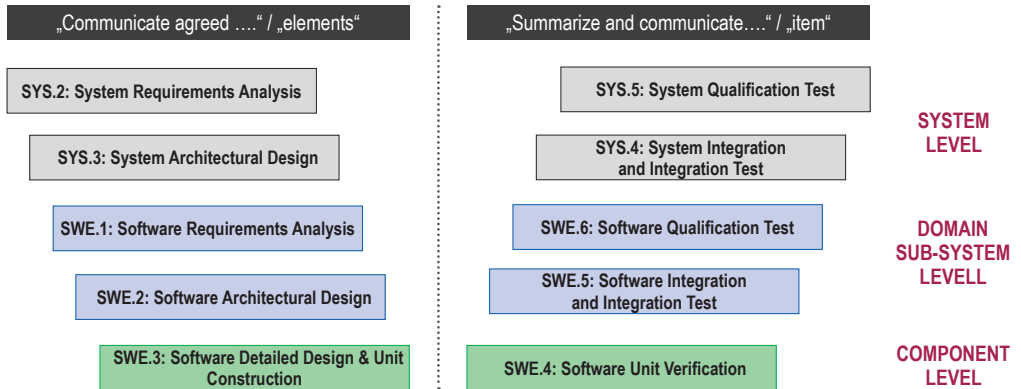 „Communicate agreed ….“ / „elements“
„Summarize and communicate….“ / „item“
SYS.2: System Requirements Analysis
SYS.5: System Qualification Test
SYSTEM
LEVEL
SYS.3: System Architectural Design
SYS.4: System Integration
and Integration Test
SWE.1: Software Requirements Analysis
SWE.6: Software Qualification Test
DOMAIN
SUB-SYSTEM
LEVELL
SWE.2: Software Architectural Design
SWE.5: Software Integration
and Integration Test
SWE.3: Software Detailed Design & Unit
Construction
SWE.4: Software Unit Verification
COMPONENT
LEVEL